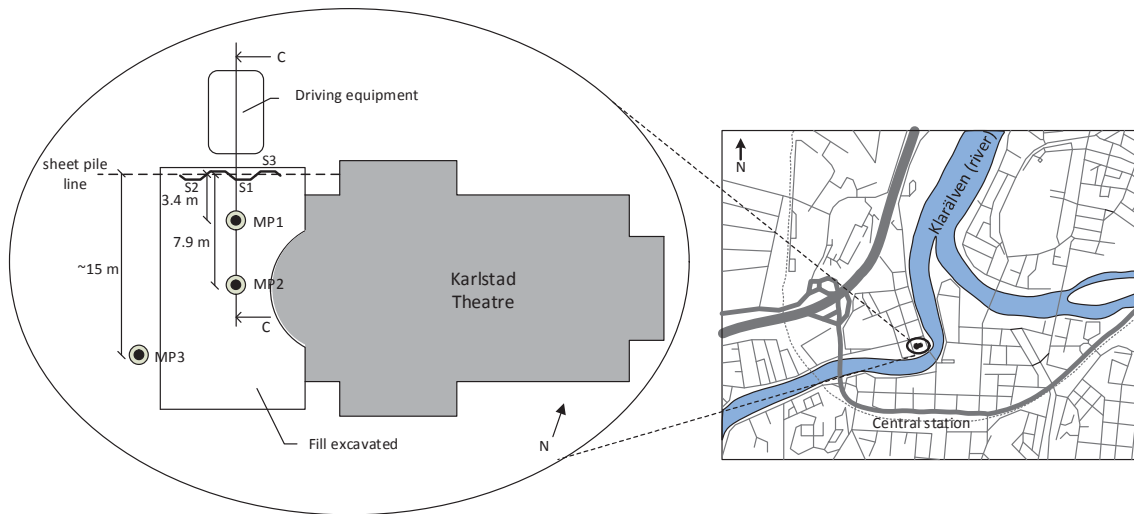 C
Driving equipment
sheet pile
line
S3
S2
S1
3.4 m
MP1
7.9 m
~15 m
MP2
Karlstad
Theatre
C
MP3
N
Fill excavated
N
Klarälven (river)
Central station